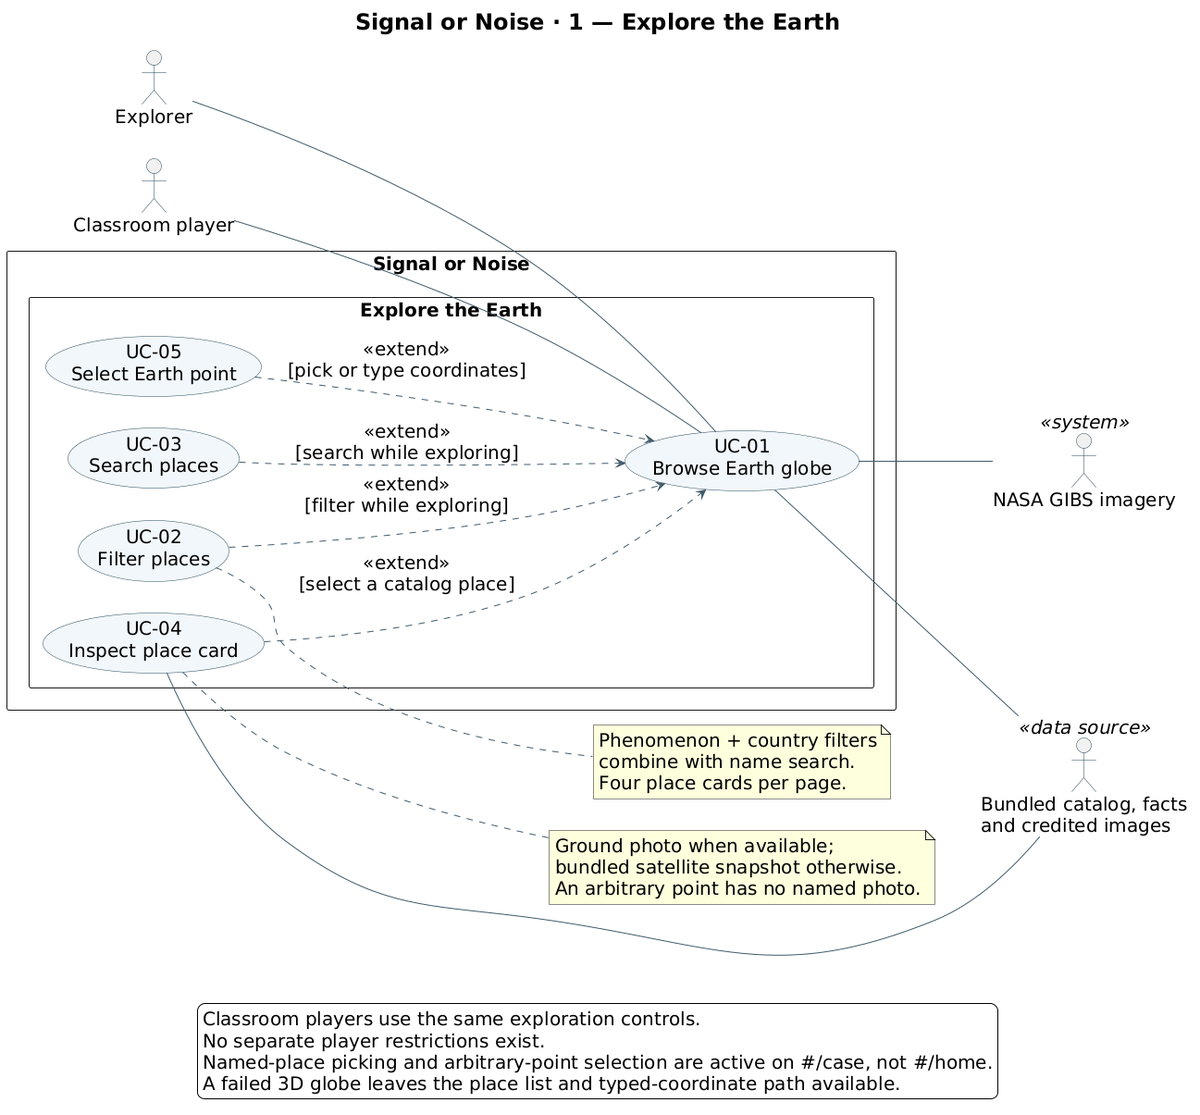 Signal or Noise · 1 — Explore the Earth
Explorer
Classroom player
Signal or Noise
Explore the Earth
UC-05
Select Earth point
«extend»
[pick or type coordinates]
UC-03
Search places
«extend»
[search while exploring]
UC-01
Browse Earth globe
«system»
NASA GIBS imagery
«extend»
[filter while exploring]
UC-02
Filter places
«extend»
[select a catalog place]
UC-04
Inspect place card
Phenomenon + country filters
combine with name search.
Four place cards per page.
«data source»
Bundled catalog, facts
and credited images
Ground photo when available;
bundled satellite snapshot otherwise.
An arbitrary point has no named photo.
Classroom players use the same exploration controls.
No separate player restrictions exist.
Named-place picking and arbitrary-point selection are active on #/case, not #/home.
A failed 3D globe leaves the place list and typed-coordinate path available.